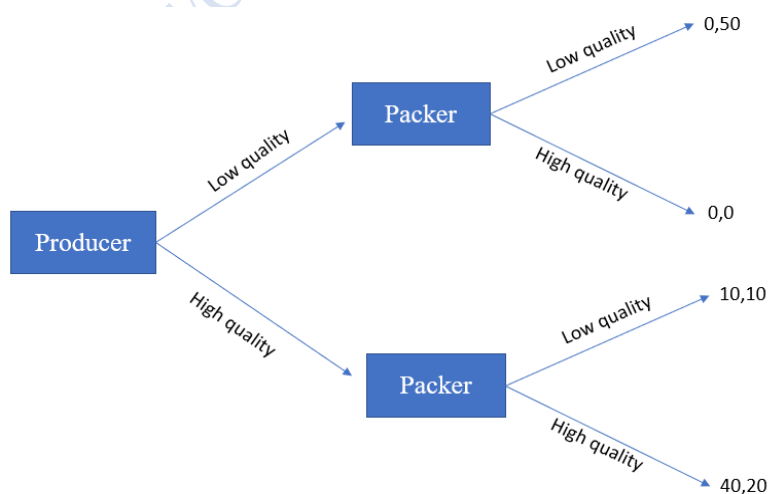 0,50
Low quality
Packer
Low quality
High quality
0,0
Producer
High quality
10,10
Low quality
Packer
High quality
40,20